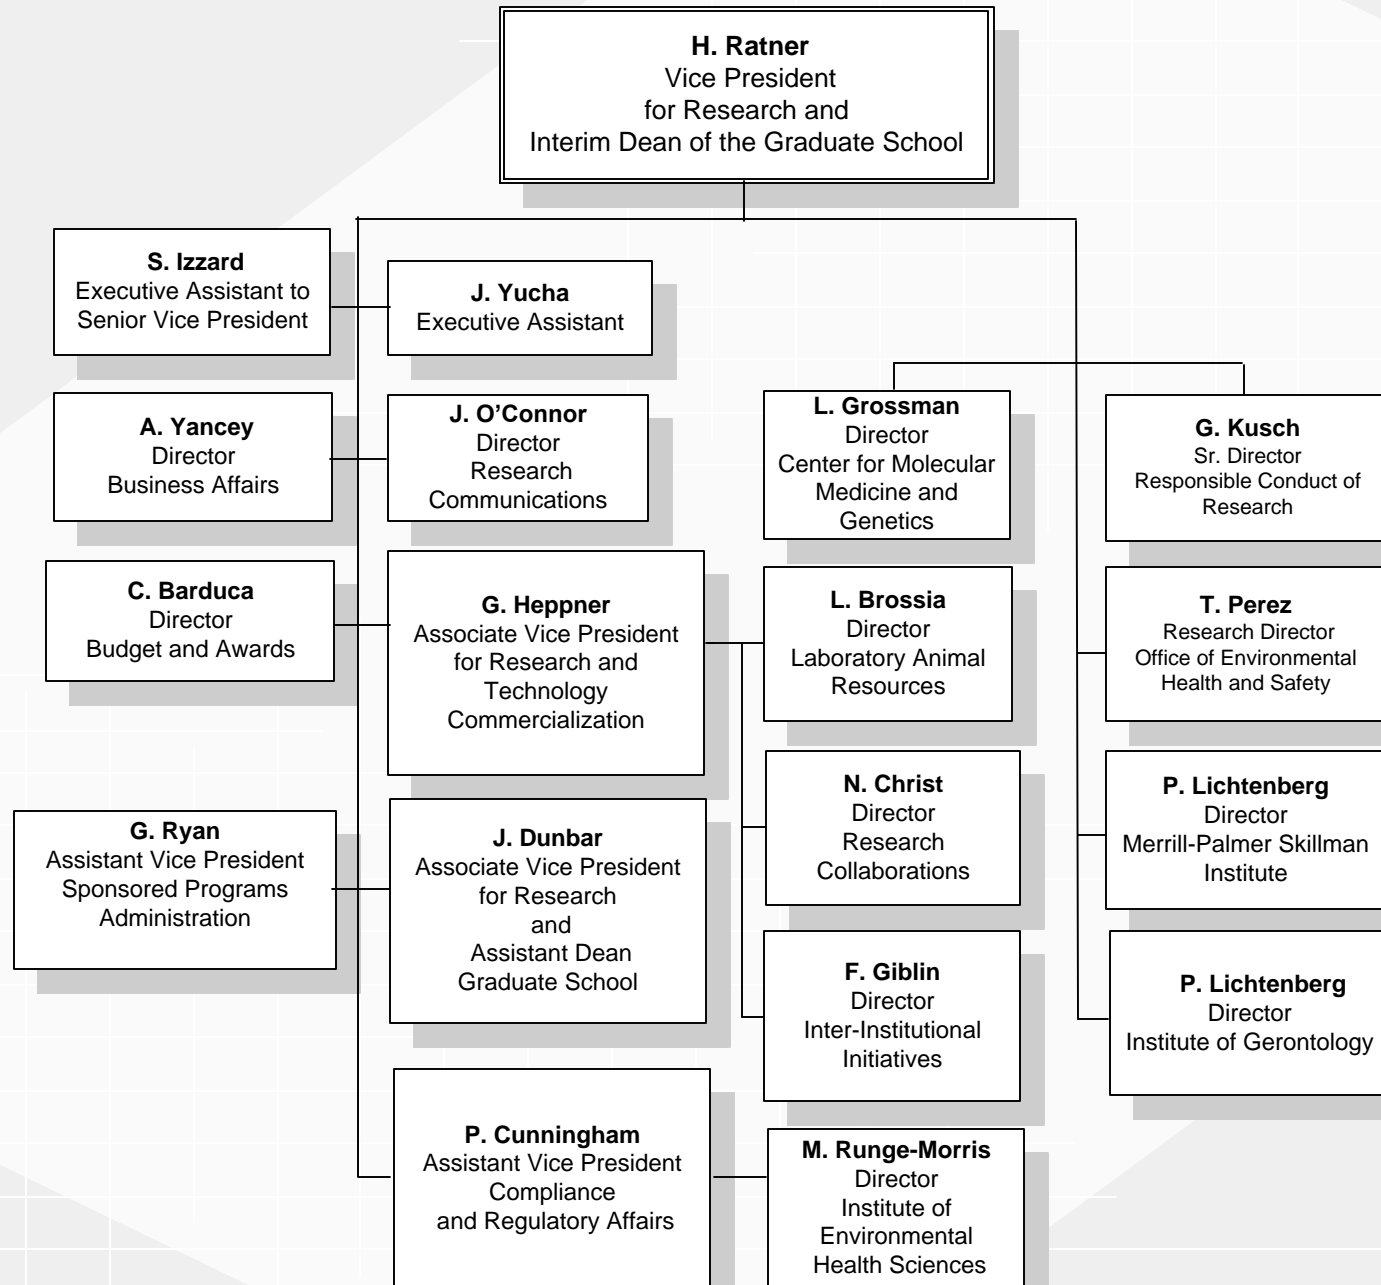 H. Ratner
Vice President
for Research and
Interim Dean of the Graduate School
S. Izzard
Executive Assistant to
Senior Vice President
J. Yucha
Executive Assistant
A. Yancey
Director
Business Affairs
J. O’Connor
Director
Research
Communications
L. Grossman
Director
Center for Molecular
Medicine and
Genetics
G. Kusch
Sr. Director
Responsible Conduct of
Research
C. Barduca
Director
Budget and Awards
G. Heppner
Associate Vice President
for Research and
Technology
Commercialization
L. Brossia
Director
Laboratory Animal
Resources
T. Perez
Research Director
Office of Environmental
Health and Safety
N. Christ
Director
Research
Collaborations
P. Lichtenberg
Director
Merrill-Palmer Skillman
Institute
G. Ryan
Assistant Vice President
Sponsored Programs
Administration
J. Dunbar
Associate Vice President
for Research
and
Assistant Dean
Graduate School
F. Giblin
Director
Inter-Institutional
Initiatives
P. Lichtenberg
Director
Institute of Gerontology
P. Cunningham
Assistant Vice President
Compliance
and Regulatory Affairs
M. Runge-Morris
Director
Institute of
Environmental
Health Sciences